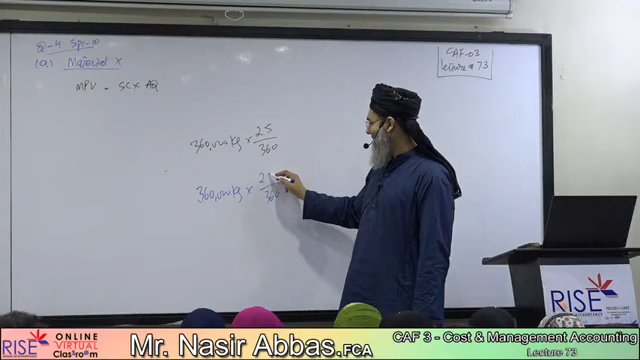 Q-4 Spr-10
(a) Material X
MPV = SC x AQ
CAF-03
Lecture # 73
360,000 kg x 25
360
360,000 kg x 2
360
RISE
RISE
ONLINE
VIRTUAL
Classroom
Mr. Nasir Abbas.FCA
CAF 3 - Cost & Management Accounting
Lecture 73